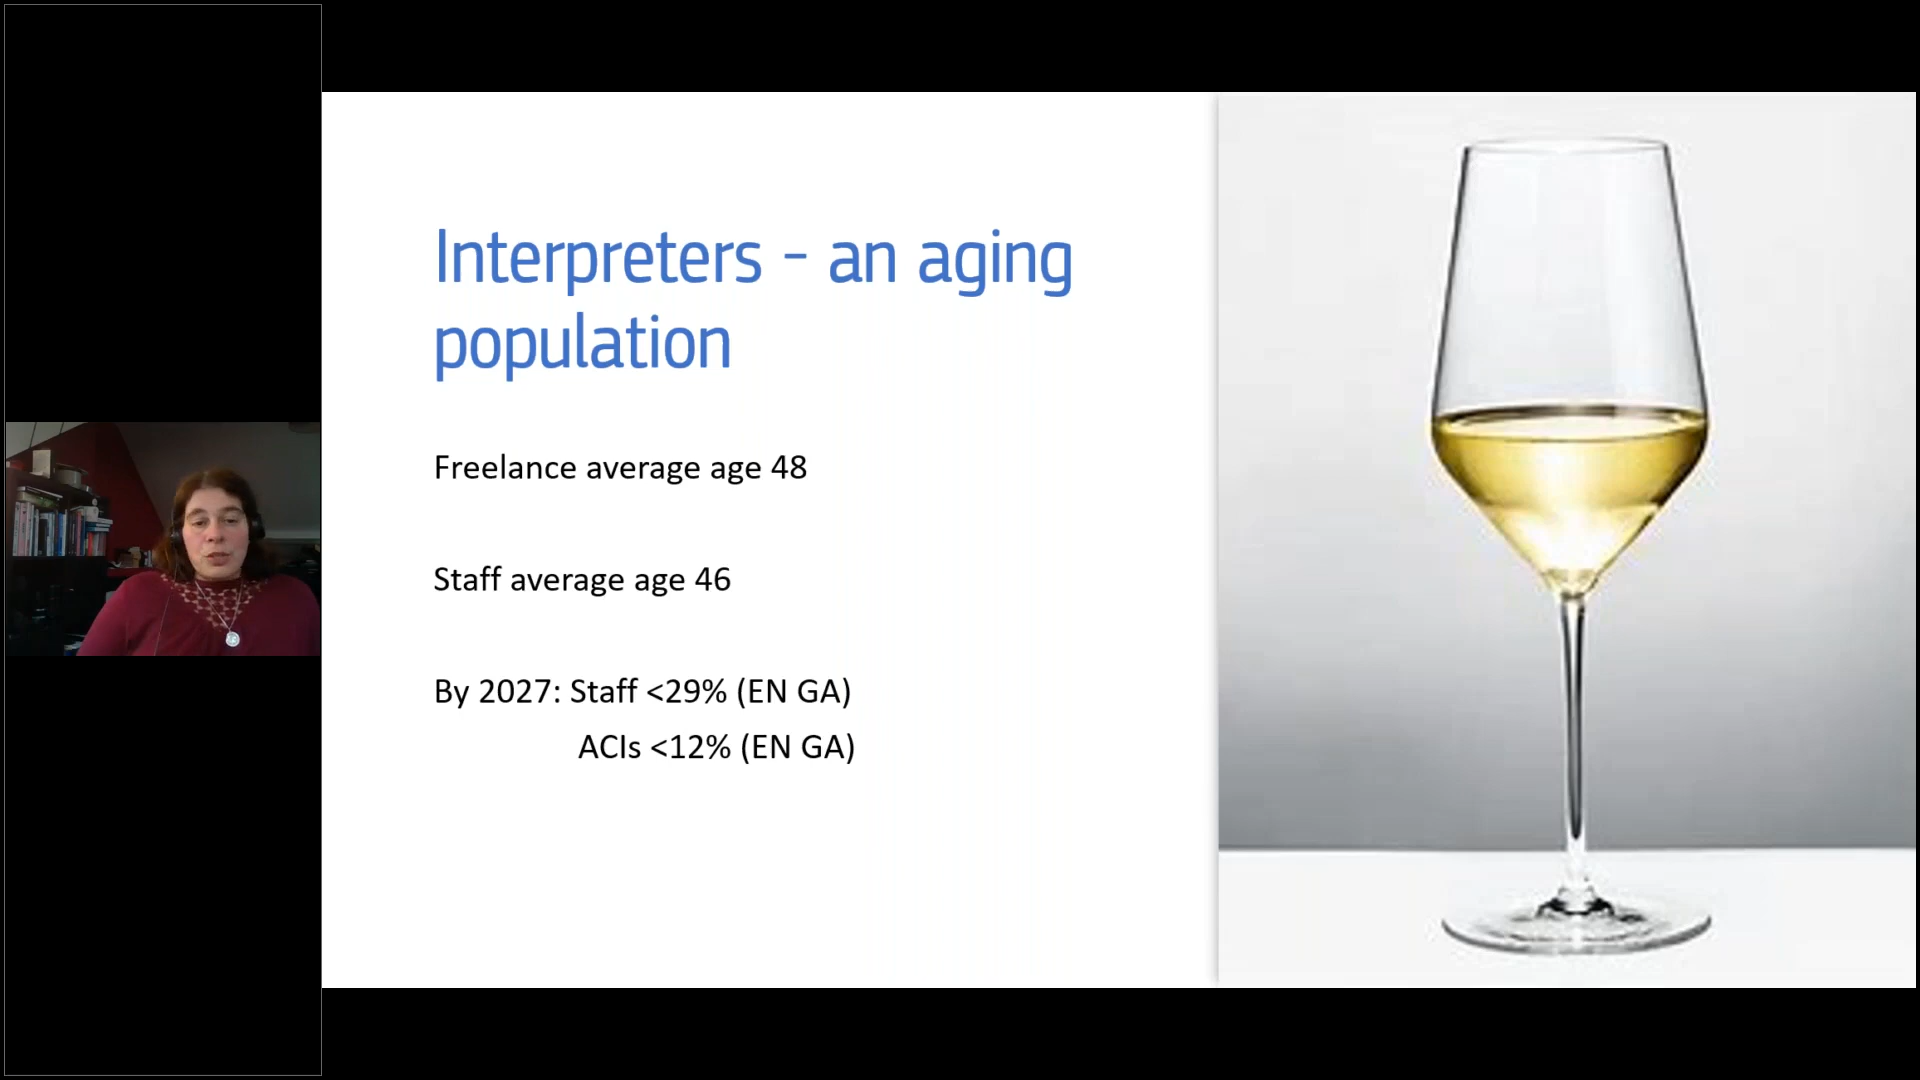 Interpreters - an aging
population
Freelance average age 48
Staff average age 46
By 2027: Staff <29% (EN GA)
ACIs <12% (EN GA)